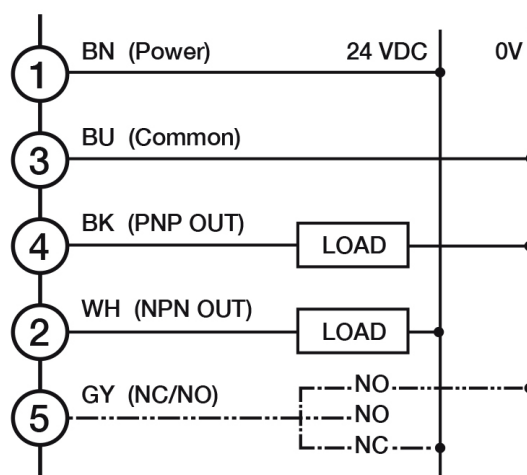 1 BN (Power) 24 VDC 0V
3 BU (Common)
4 BK (PNP OUT) LOAD
2 WH (NPN OUT) LOAD
NO
5 GY (NC/NO) NO
NC